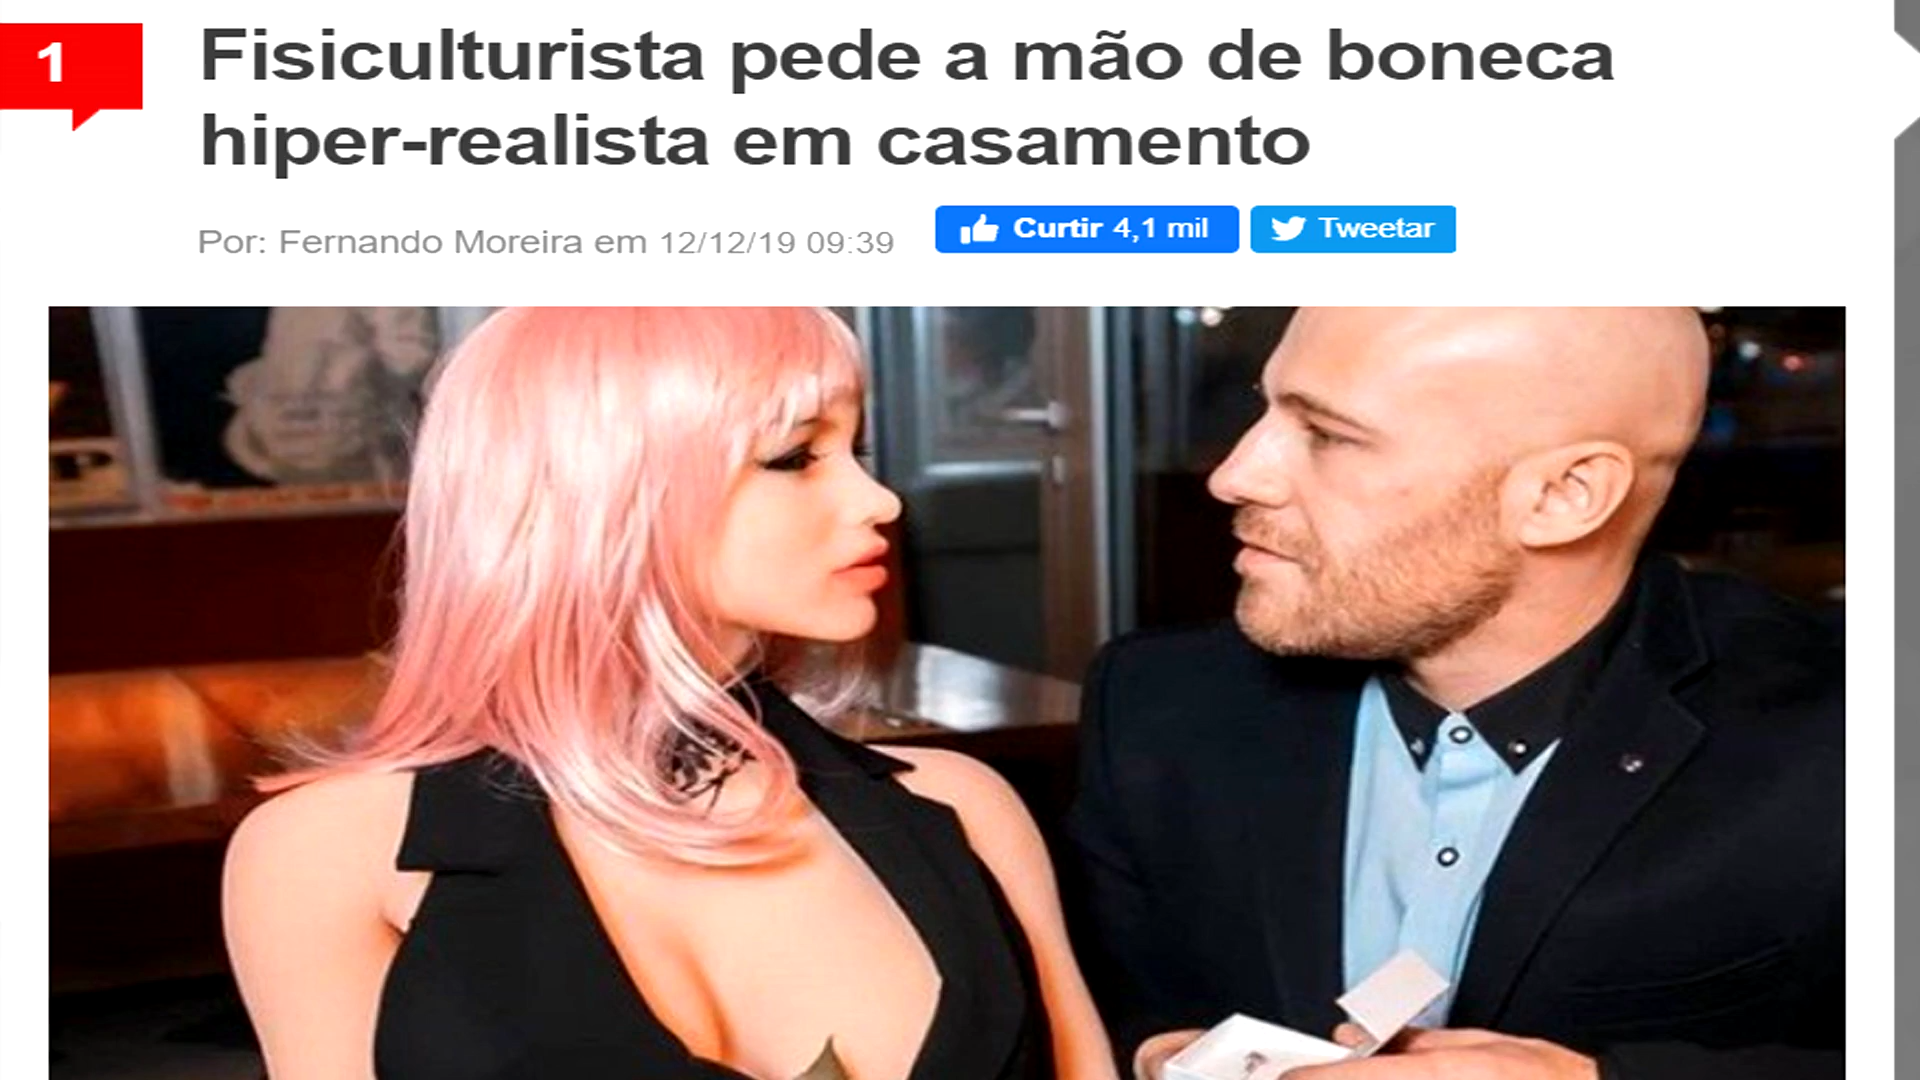 1
Fisiculturista pede a mão de boneca
hiper-realista em casamento
Por: Fernando Moreira em 12/12/19 09:39
Curtir 4,1 mil
Tweetar